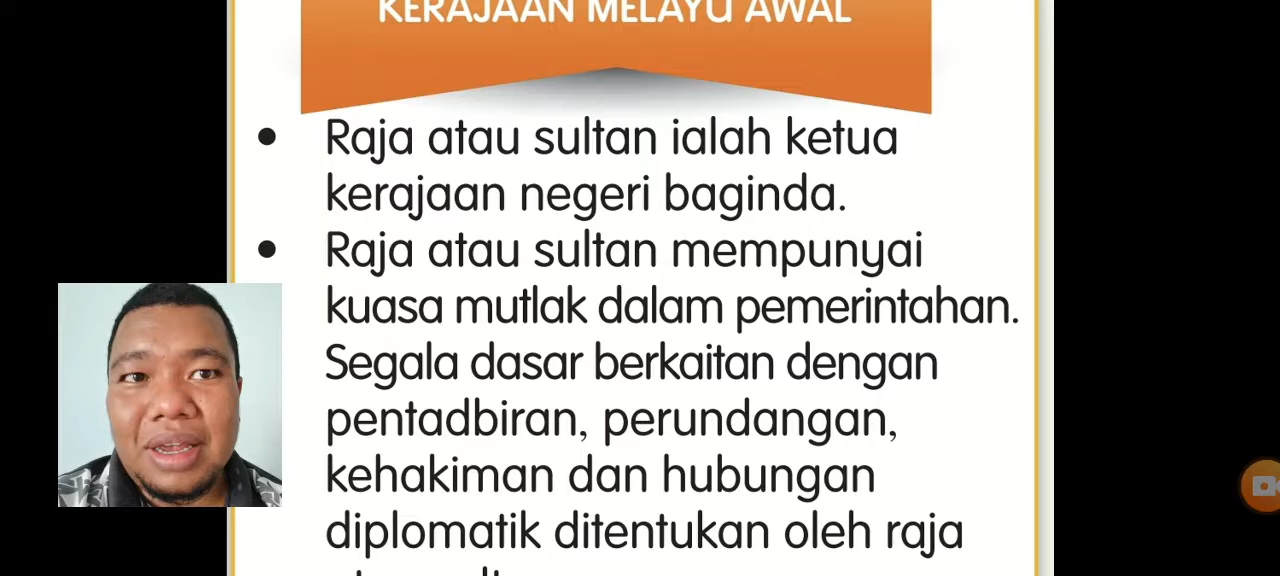 KERAJAAN MELAYU AWAL
• Raja atau sultan ialah ketua
kerajaan negeri baginda.
• Raja atau sultan mempunyai
kuasa mutlak dalam pemerintahan.
Segala dasar berkaitan dengan
pentadbiran, perundangan,
kehakiman dan hubungan
diplomatik ditentukan oleh raja